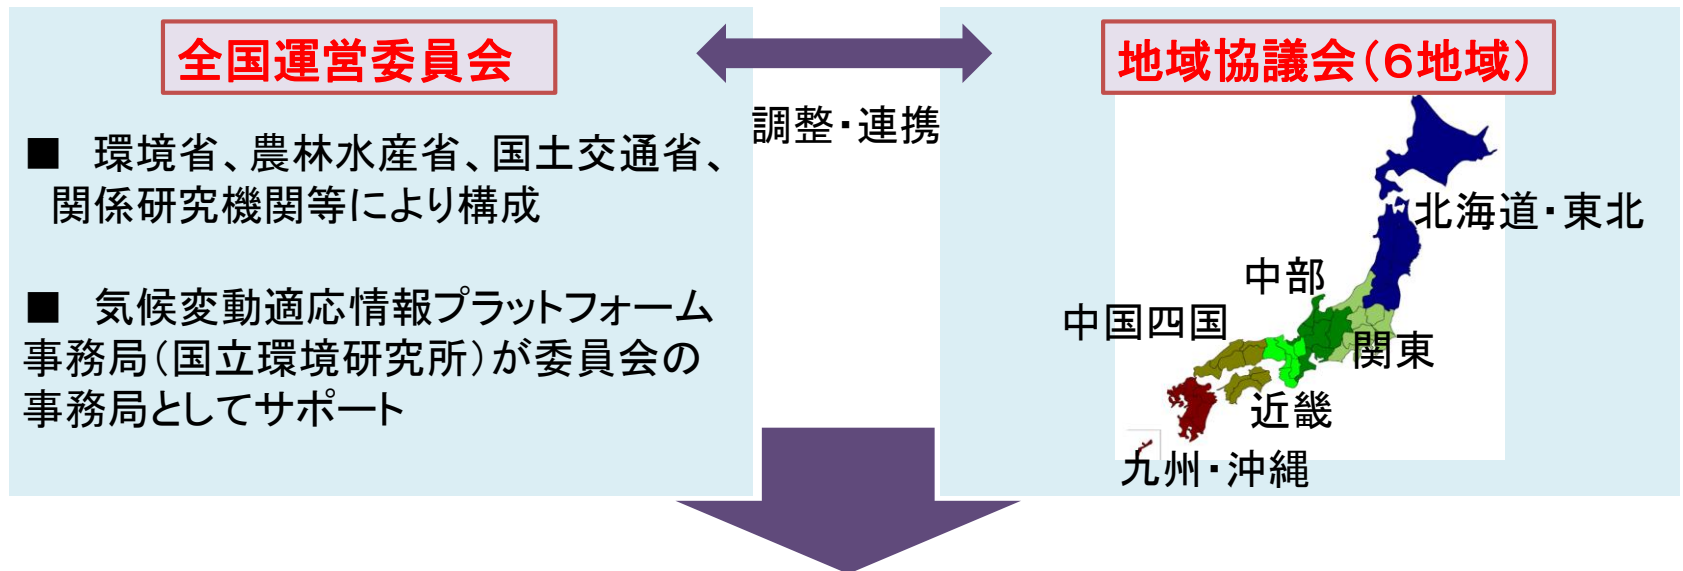 全国運営委員会
■　環境省、農林水産省、国土交通省、
関係研究機関等により構成
■　気候変動適応情報プラットフォーム
事務局（国立環境研究所）が委員会の
事務局としてサポート
調整・連携
地域協議会（６地域）
北海道・東北
中部
中国四国
関東
近畿
九州・沖縄